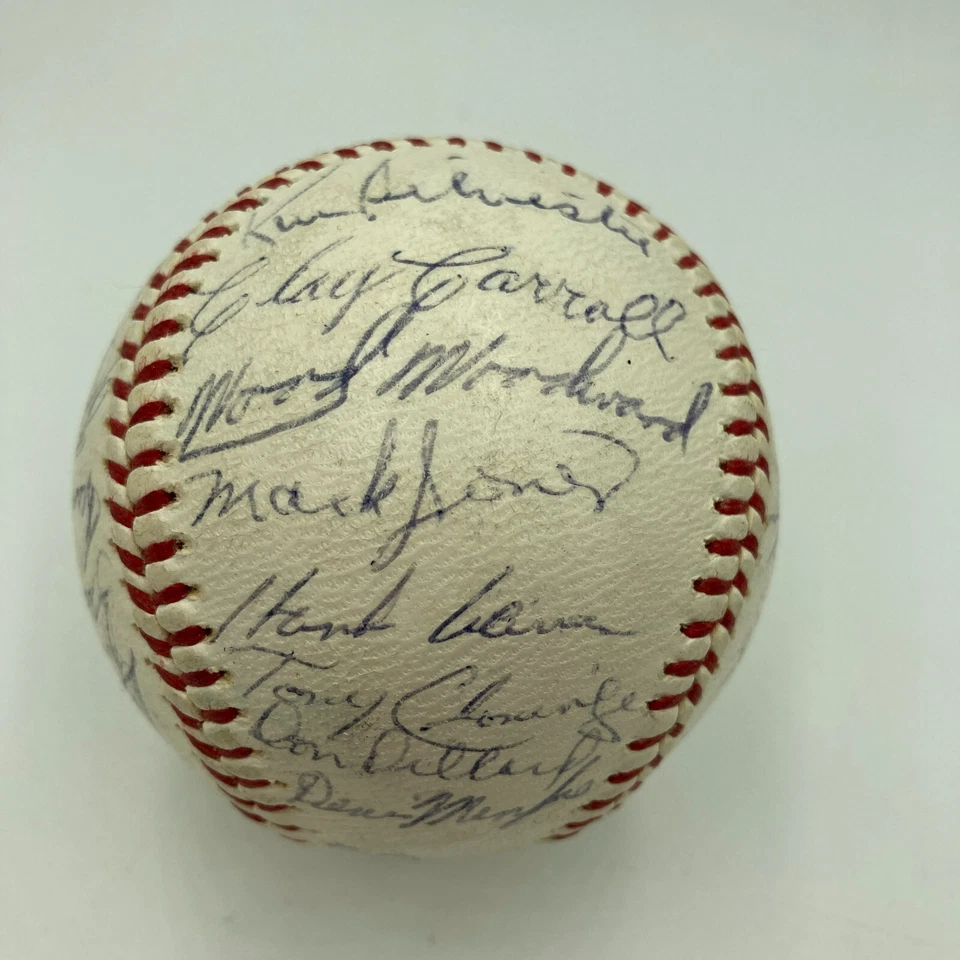 Ken Silvestri
Clay Carroll
Woody Woodward
Mack Jones
Hank Aaron
Tony Cloninger
Don Dillard
Denis Menke